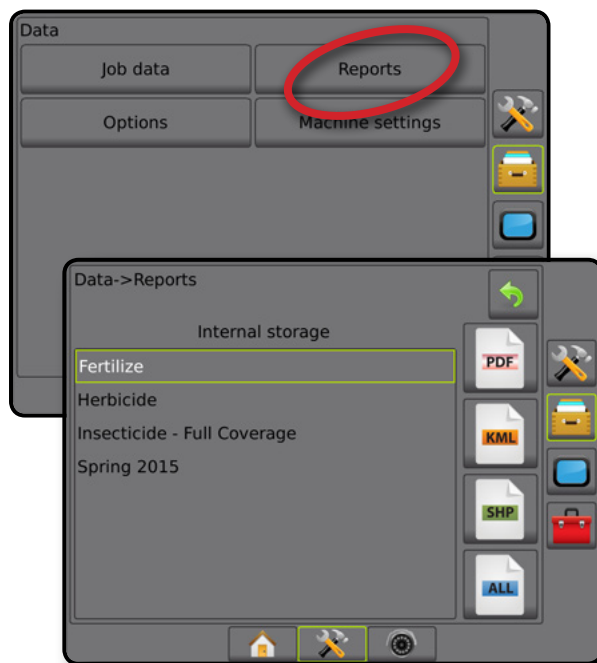 Data
Job data
Reports
Options
Machine settings
Data->Reports
Internal storage
Fertilize
Herbicide
Insecticide - Full Coverage
Spring 2015
PDF
KML
SHP
ALL